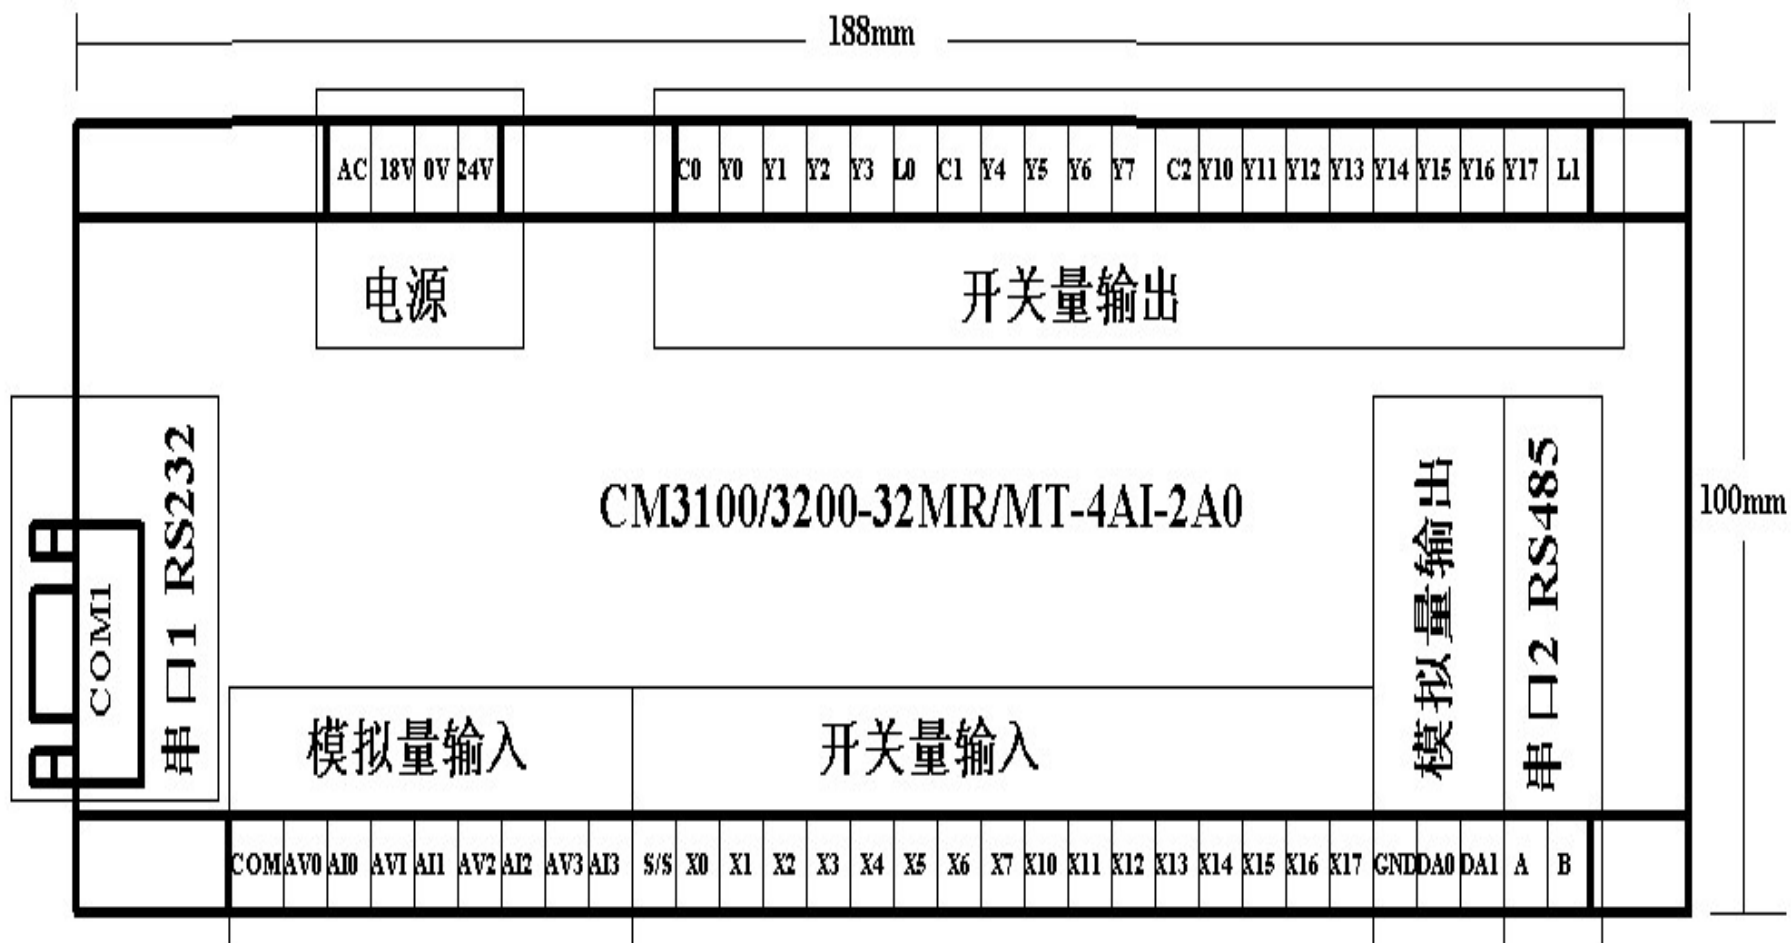 188mm
AC 18V 0V 24V C0 Y0 Y1 Y2 Y3 L0 C1 Y4 Y5 Y6 Y7 C2 Y10 Y11 Y12 Y13 Y14 Y15 Y16 Y17 L1
电源 开关量输出
CM3100/3200-32MR/MT-4AI-2A0
100mm
COM1
串口1 RS232
模拟量输出
串口2 RS485
模拟量输入 开关量输入
COM AV0 AI0 AVI AI1 AV2 AI2 AV3 AI3 S/S X0 X1 X2 X3 X4 X5 X6 X7 X10 X11 X12 X13 X14 X15 X16 X17 GND DA0 DA1 A B